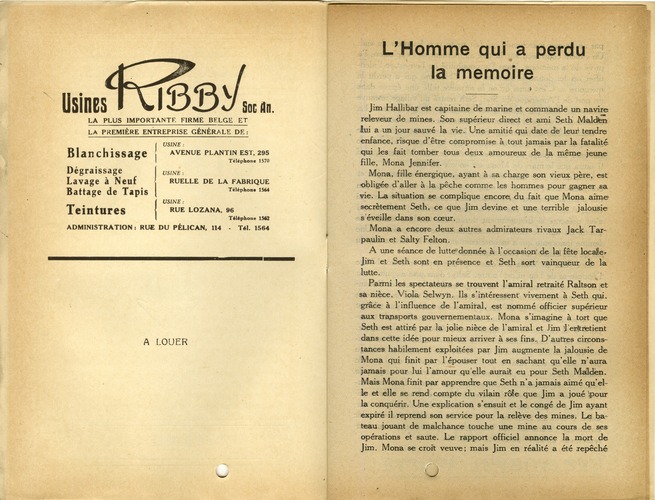 Usines RIBBY Soc An.
LA PLUS IMPORTANTE FIRME BELGE ET
LA PREMIÈRE ENTREPRISE GÉNÉRALE DE:
Blanchissage
USINE:
AVENUE PLANTIN EST, 295
Téléphone 1570
Dégraissage
Lavage à Neuf
Battage de Tapis
USINE:
RUELLE DE LA FABRIQUE
Téléphone 1564
Teintures
USINE:
RUE LOZANA, 96
Téléphone 1562
ADMINISTRATION: RUE DU PÉLICAN, 114 - Tél. 1564
A LOUER
L'Homme qui a perdu
la memoire
Jim Hallibar est capitaine de marine et commande un navire
releveur de mines. Son supérieur direct et ami Seth Malden
lui a un jour sauvé la vie. Une amitié qui date de leur tendre
enfance, risque d'être compromise à tout jamais par la fatalité
qui les fait tomber tous deux amoureux de la même jeune
fille, Mona Jennifer.
Mona, fille énergique, ayant à sa charge son vieux père, est
obligée d'aller à la pêche comme les hommes pour gagner sa
vie. La situation se complique encore du fait que Mona aime
secrètement Seth, ce que Jim devine et une terrible jalousie
s'éveille dans son cœur.
Mona a encore deux autres admirateurs rivaux Jack Tar-
paulin et Salty Felton.
A une séance de lutte donnée à l'occasion de la fête locale,
Jim et Seth sont en présence et Seth sort vainqueur de la
lutte.
Parmi les spectateurs se trouvent l'amiral retraité Raltson et
sa nièce, Viola Selwyn. Ils s'intéressent vivement à Seth qui,
grâce à l'influence de l'amiral, est nommé officier supérieur
aux transports gouvernementaux. Mona s'imagine à tort que
Seth est attiré par la jolie nièce de l'amiral et Jim l'entretient
dans cette idée pour mieux arriver à ses fins. D'autres circons-
tances habilement exploitées par Jim augmente la jalousie de
Mona qui finit par l'épouser tout en sachant qu'elle n'aura
jamais pour lui l'amour qu'elle aurait eu pour Seth Malden.
Mais Mona finit par apprendre que Seth n'a jamais aimé qu'el-
le et elle se rend compte du vilain rôle que Jim a joué pour
la conquérir. Une explication s'ensuit et le congé de Jim ayant
expiré il reprend son service pour la relève des mines. Le ba-
teau jouant de malchance touche une mine au cours de ses
opérations et saute. Le rapport officiel annonce la mort de
Jim. Mona se croit veuve; mais Jim en réalité a été repêché